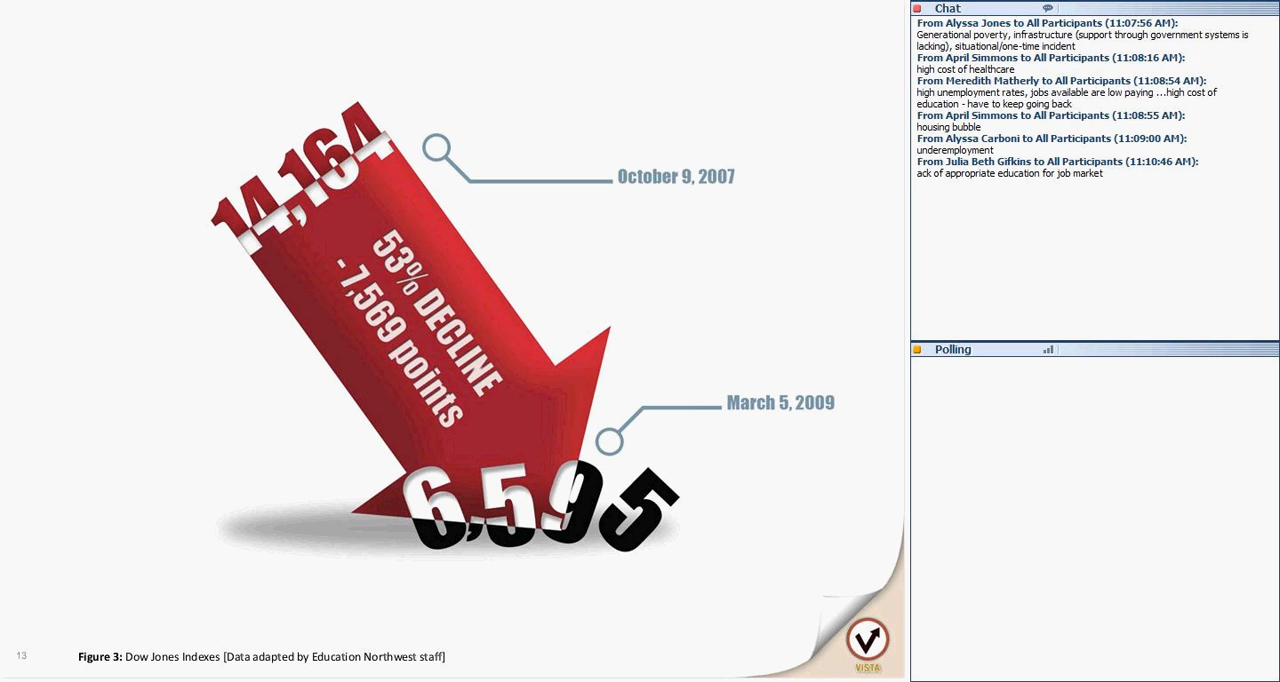 14,164
October 9, 2007
53% DECLINE
-7,569 points
March 5, 2009
6,595
13
Figure 3: Dow Jones Indexes [Data adapted by Education Northwest staff]
VISTA
Chat
From Alyssa Jones to All Participants (11:07:56 AM):
Generational poverty, infrastructure (support through government systems is
lacking), situational/one-time incident
From April Simmons to All Participants (11:08:16 AM):
high cost of healthcare
From Meredith Matherly to All Participants (11:08:54 AM):
high unemployment rates, jobs available are low paying ...high cost of
education - have to keep going back
From April Simmons to All Participants (11:08:55 AM):
housing bubble
From Alyssa Carboni to All Participants (11:09:00 AM):
underemployment
From Julia Beth Gifkins to All Participants (11:10:46 AM):
ack of appropriate education for job market
Polling